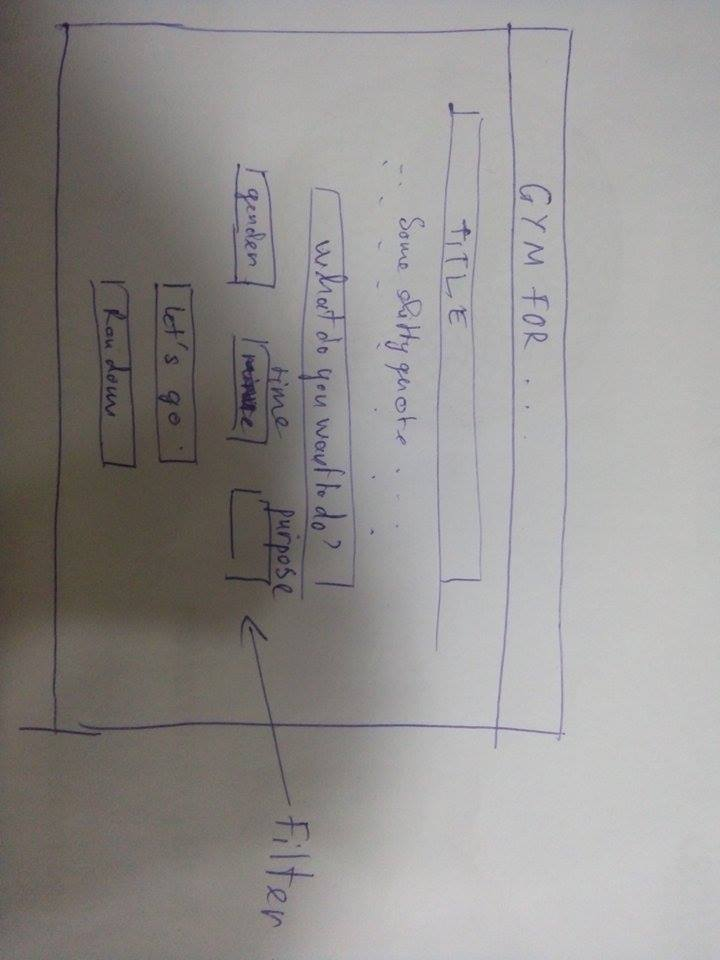 GYM FOR...
TITLE
Some shitty quote....
What do you want to do?
time purpose
gender
Let's go.
Random
Filter